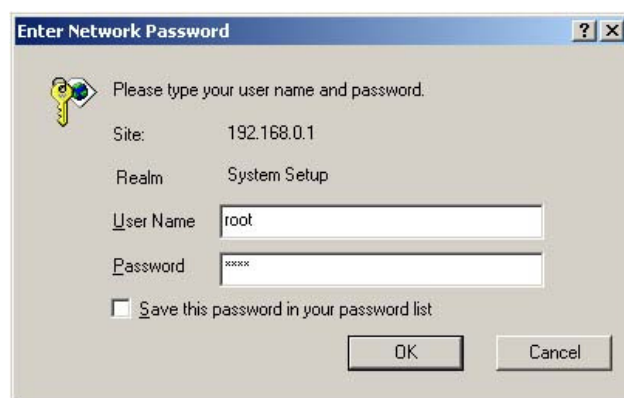 Enter Network Password
? X
Please type your user name and password.
Site: 192.168.0.1
Realm System Setup
User Name root
Password ××××
Save this password in your password list
OK Cancel